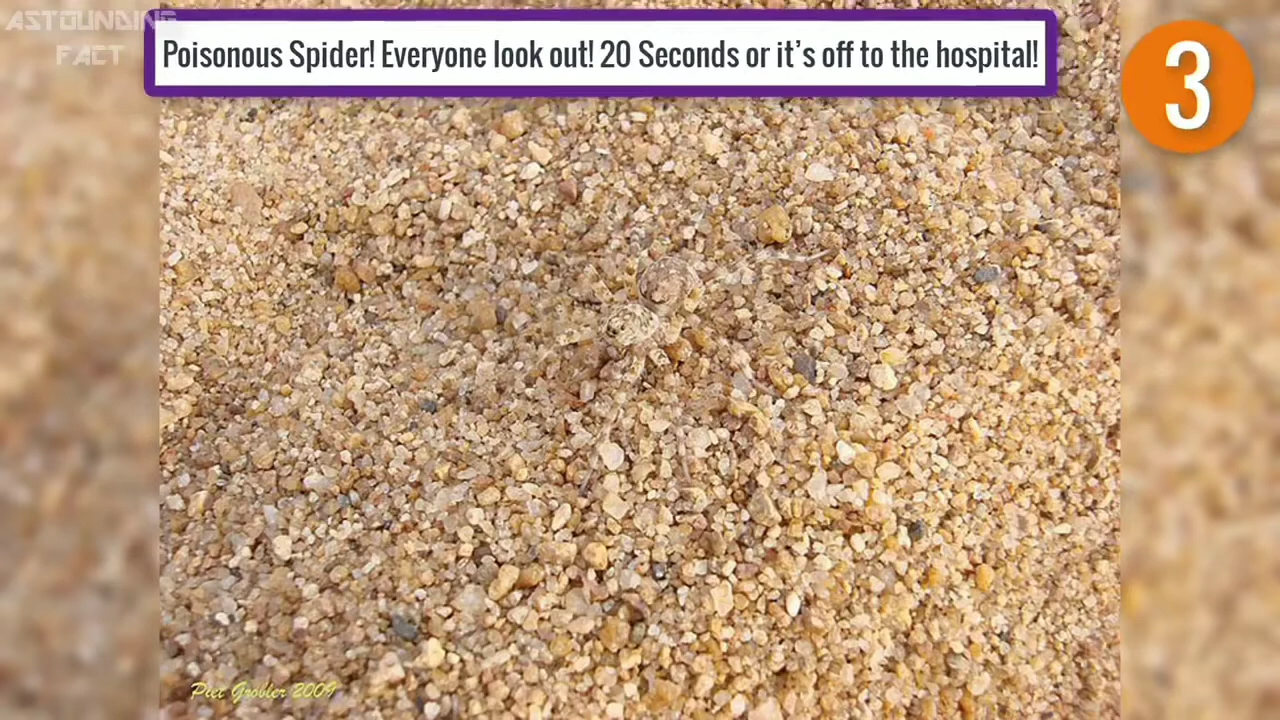 ASTOUNDING
FACT
Poisonous Spider! Everyone look out! 20 Seconds or it's off to the hospital!
3
Piet Grobler 2009